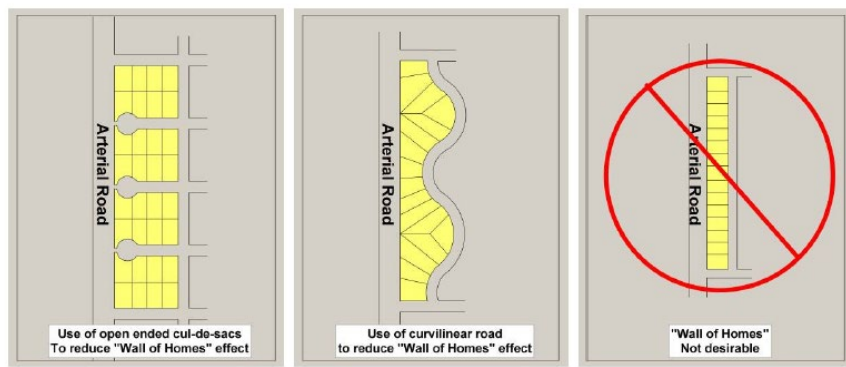 Arterial Road
Use of open ended cul-de-sacs
To reduce "Wall of Homes" effect
Arterial Road
Use of curvilinear road
to reduce "Wall of Homes" effect
Arterial Road
"Wall of Homes"
Not desirable